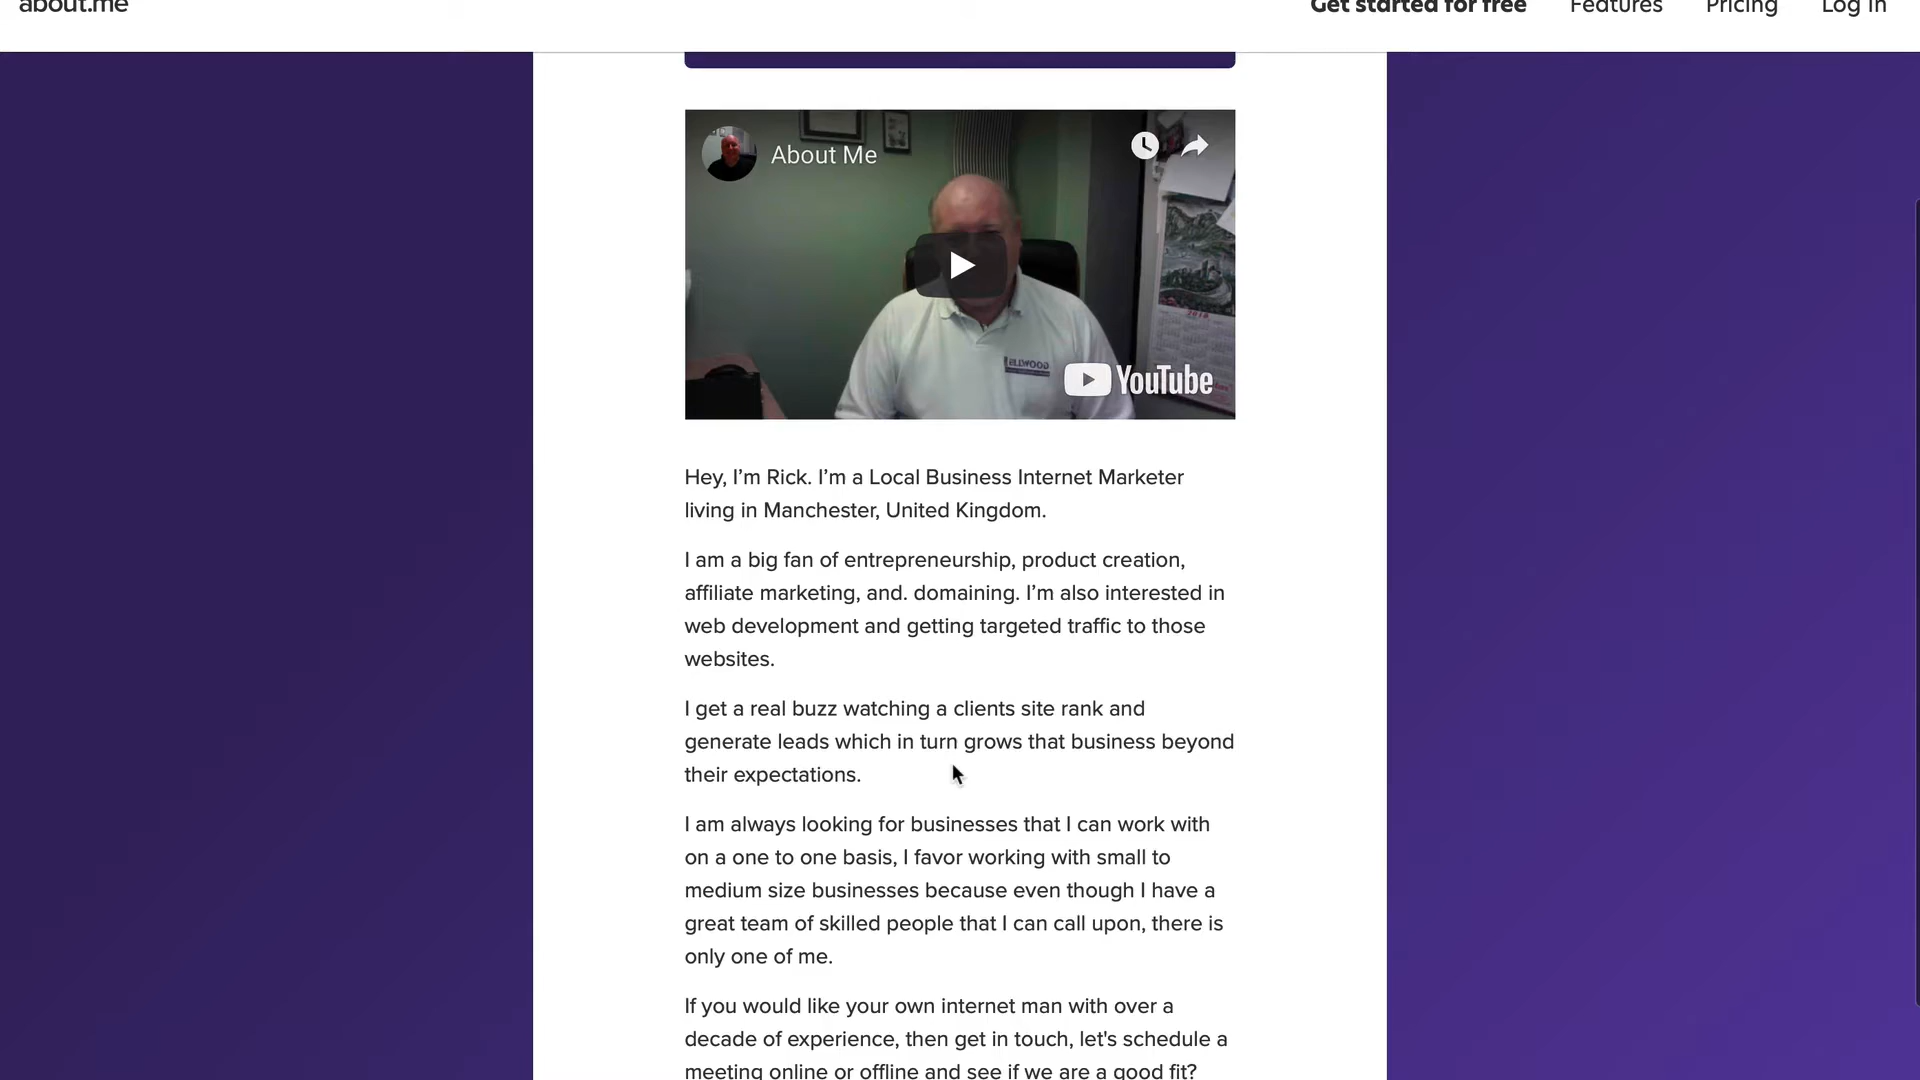 about.me
Get started for free Features Pricing Log In
About Me
YouTube
Hey, I’m Rick. I’m a Local Business Internet Marketer
living in Manchester, United Kingdom.
I am a big fan of entrepreneurship, product creation,
affiliate marketing, and. domaining. I’m also interested in
web development and getting targeted traffic to those
websites.
I get a real buzz watching a clients site rank and
generate leads which in turn grows that business beyond
their expectations.
I am always looking for businesses that I can work with
on a one to one basis, I favor working with small to
medium size businesses because even though I have a
great team of skilled people that I can call upon, there is
only one of me.
If you would like your own internet man with over a
decade of experience, then get in touch, let's schedule a
meeting online or offline and see if we are a good fit?